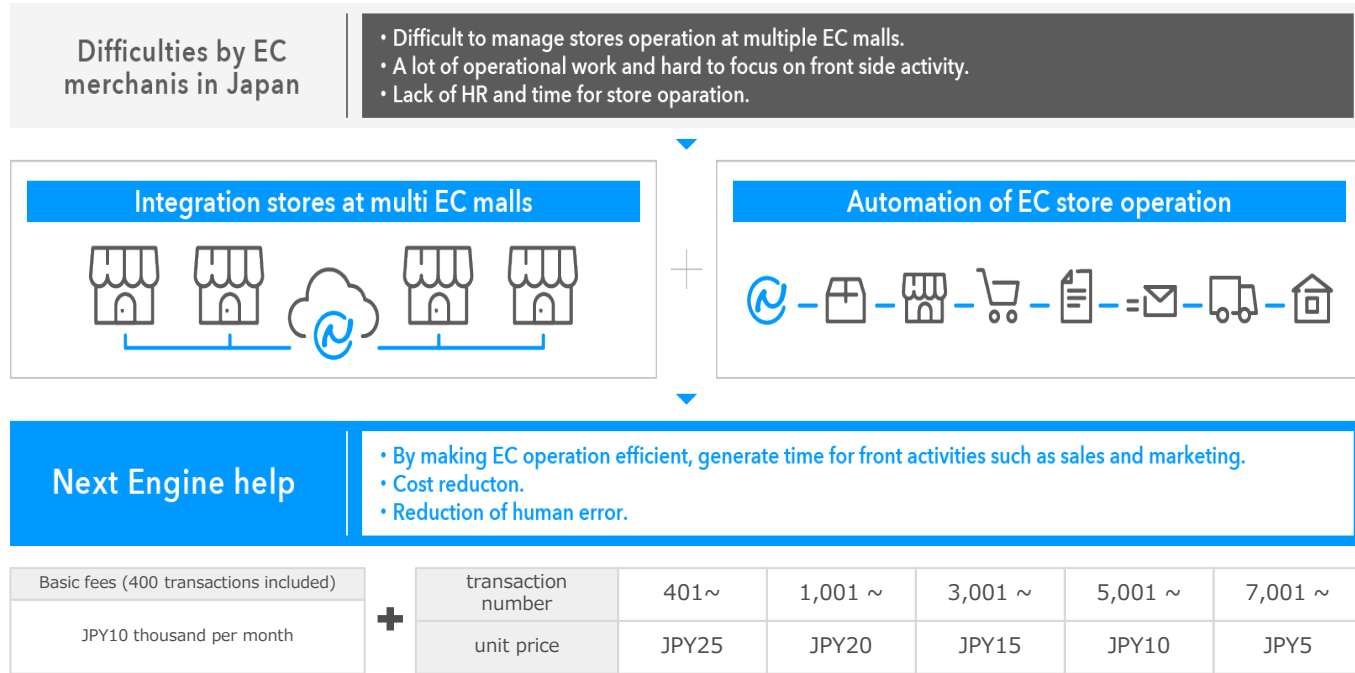 Difficulties by EC
merchanis in Japan
・Difficult to manage stores operation at multiple EC malls.
・A lot of operational work and hard to focus on front side activity.
・Lack of HR and time for store oparation.
Integration stores at multi EC malls
Automation of EC store operation
Next Engine help
・By making EC operation efficient, generate time for front activities such as sales and marketing.
・Cost reducton.
・Reduction of human error.
Basic fees (400 transactions included)
JPY10 thousand per month
transaction
number
401~
1,001 ~
3,001 ~
5,001 ~
7,001 ~
unit price
JPY25
JPY20
JPY15
JPY10
JPY5